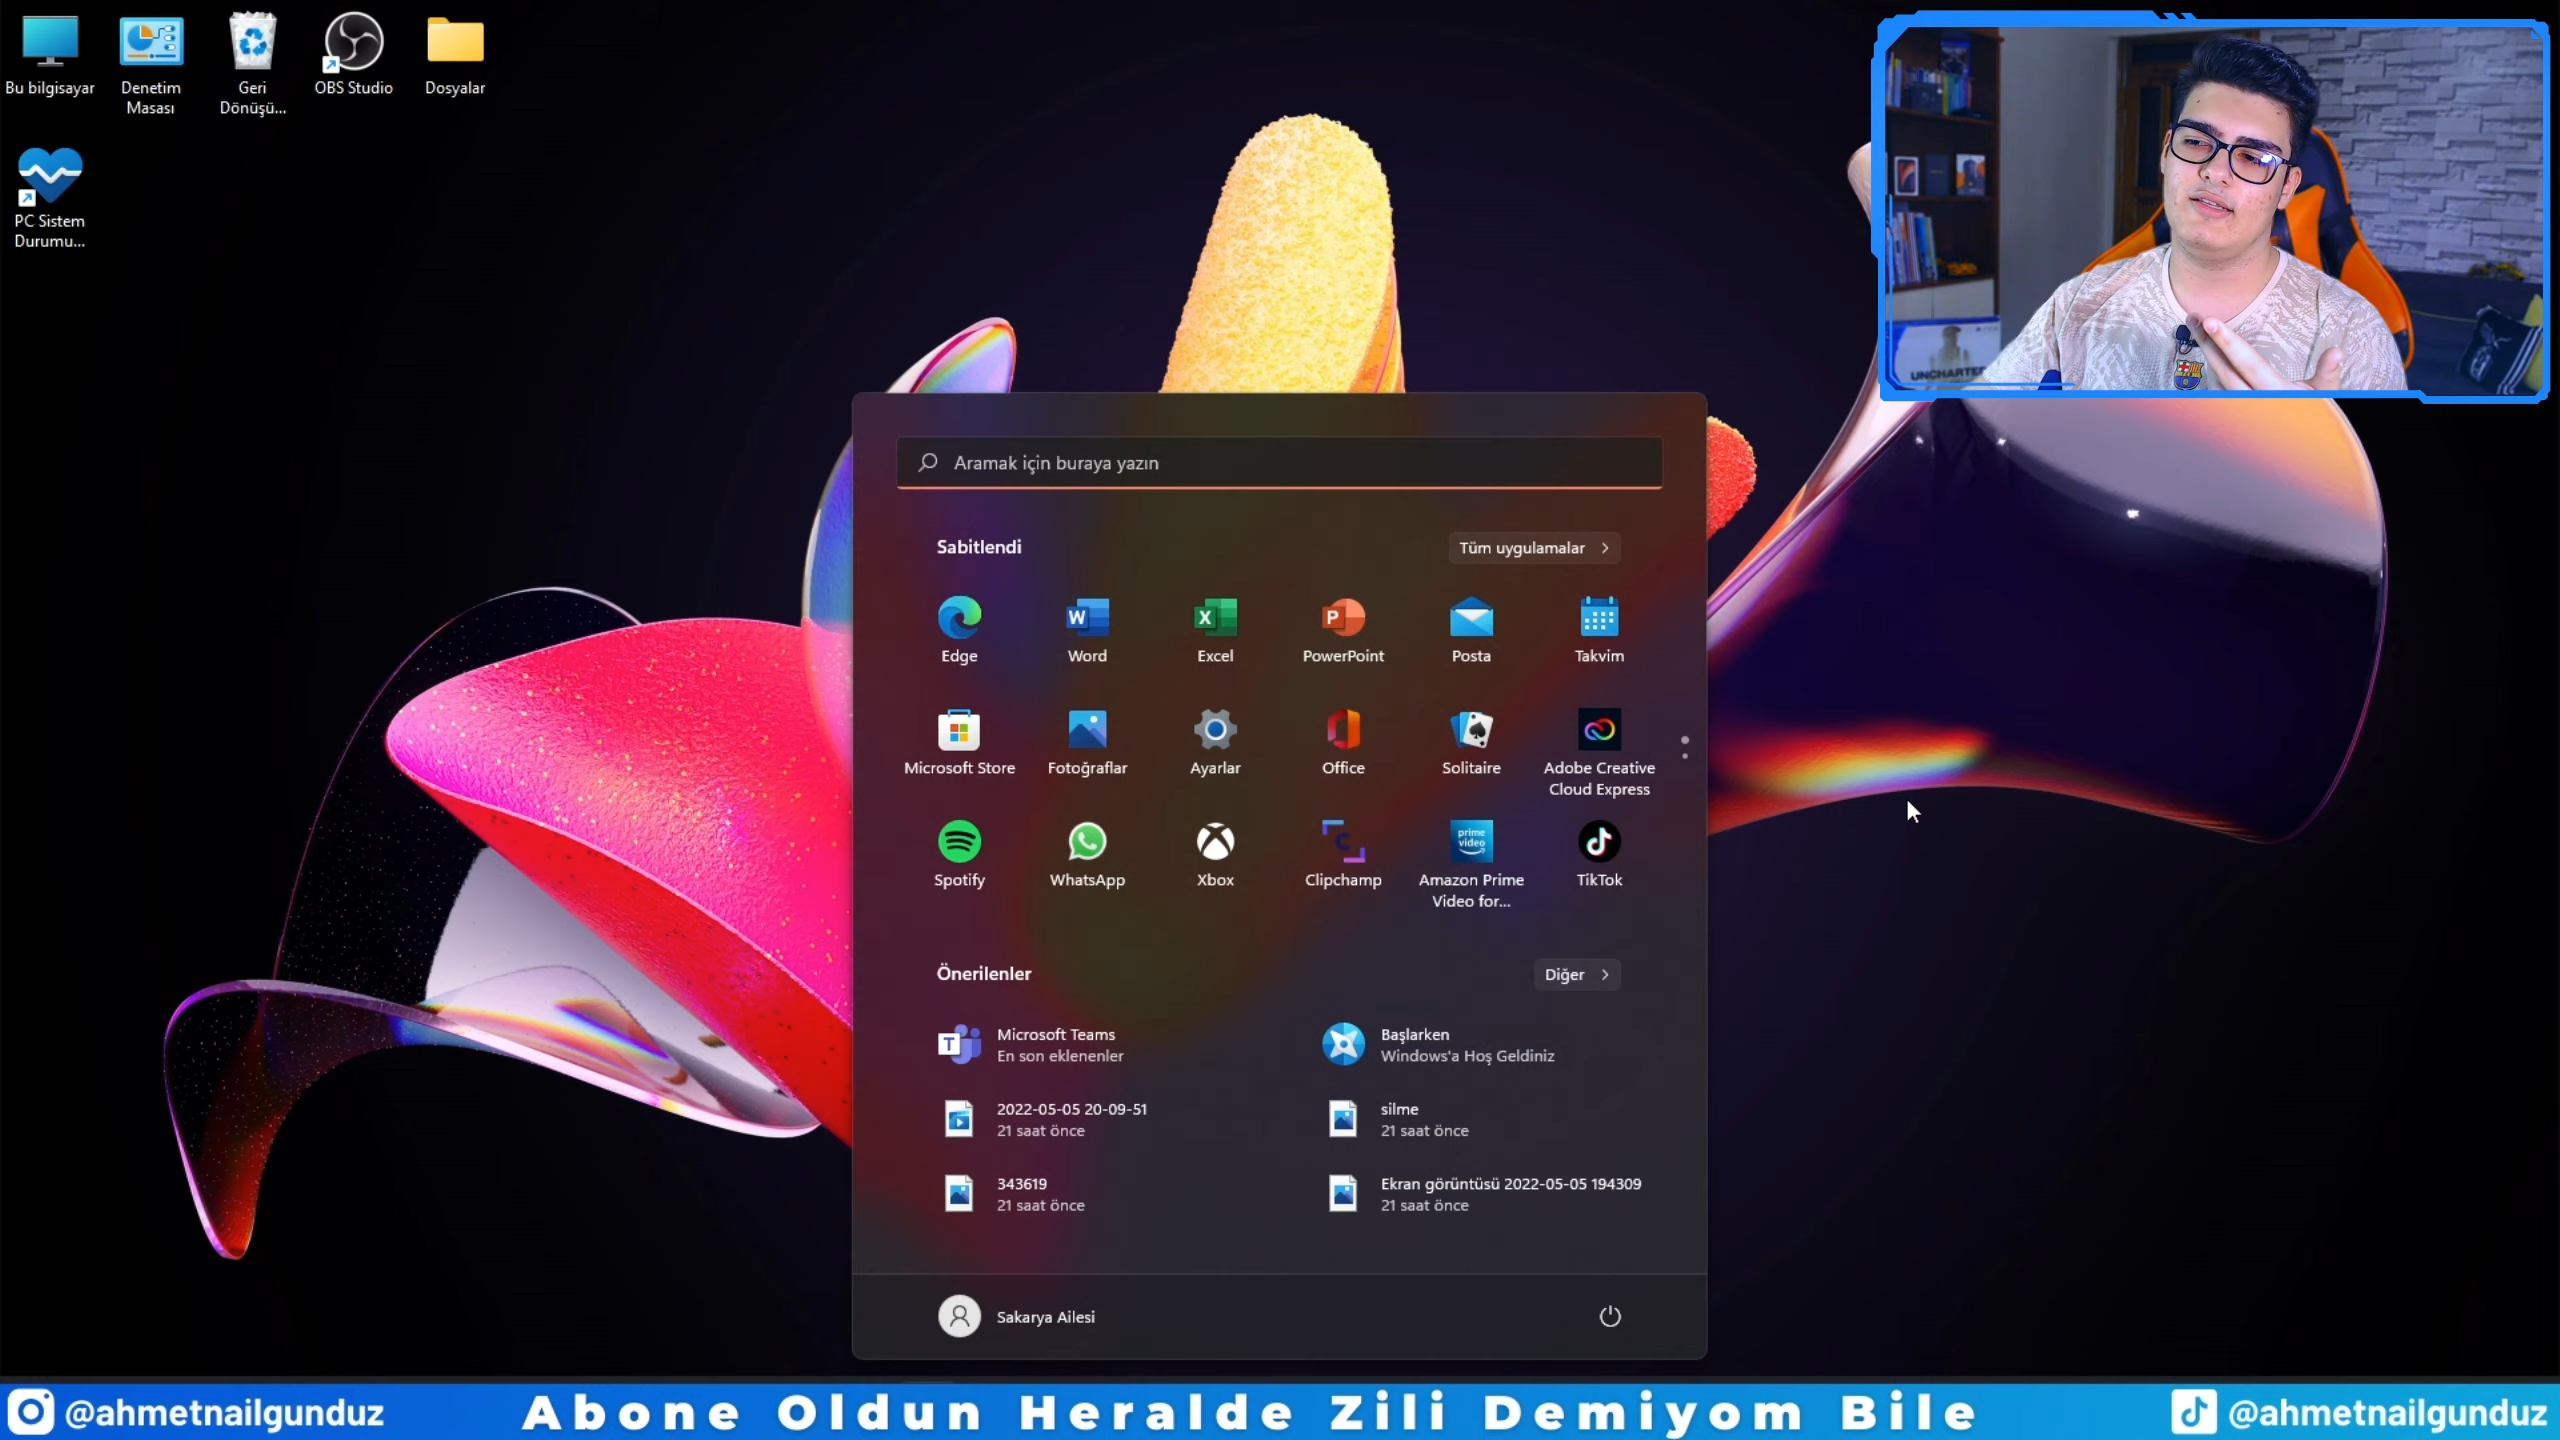 Bu bilgisayar
Denetim
Masası
Geri
Dönüşü...
OBS Studio
Dosyalar
PC Sistem
Durumu...
UNCHARTED
Aramak için buraya yazın
Sabitlendi
Tüm uygulamalar
Edge
Word
Excel
PowerPoint
Posta
Takvim
Microsoft Store
Fotoğraflar
Ayarlar
Office
Solitaire
Adobe Creative
Cloud Express
prime
video
Spotify
WhatsApp
Xbox
Clipchamp
Amazon Prime
Video for...
TikTok
Önerilenler
Diğer
Microsoft Teams
En son eklenenler
Başlarken
Windows'a Hoş Geldiniz
2022-05-05 20-09-51
21 saat önce
silme
21 saat önce
343619
21 saat önce
Ekran görüntüsü 2022-05-05 194309
21 saat önce
Sakarya Ailesi
@ahmetnailgunduz
Abone Oldun Heralde Zili Demiyom Bile
@ahmetnailgunduz